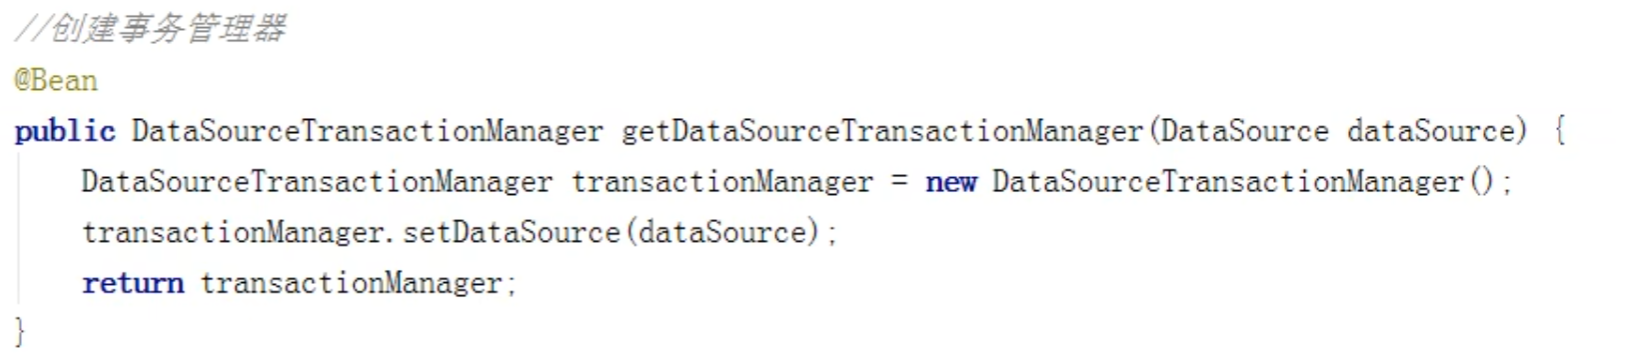 //创建事务管理器
@Bean
public DataSourceTransactionManager getDataSourceTransactionManager(DataSource dataSource) {
    DataSourceTransactionManager transactionManager = new DataSourceTransactionManager();
    transactionManager.setDataSource(dataSource);
    return transactionManager;
}